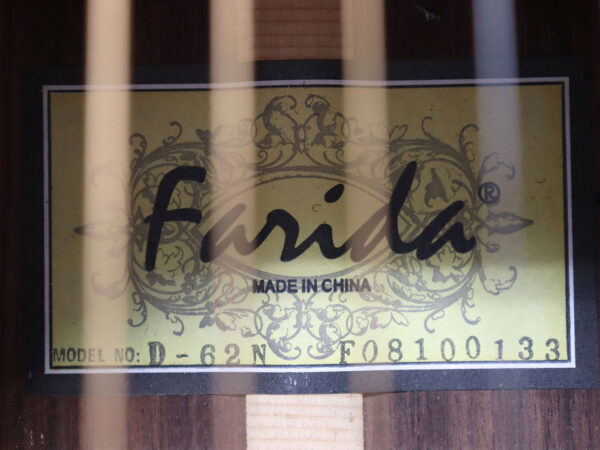 Farida®
MADE IN CHINA
MODEL NO: D-62N F08100133